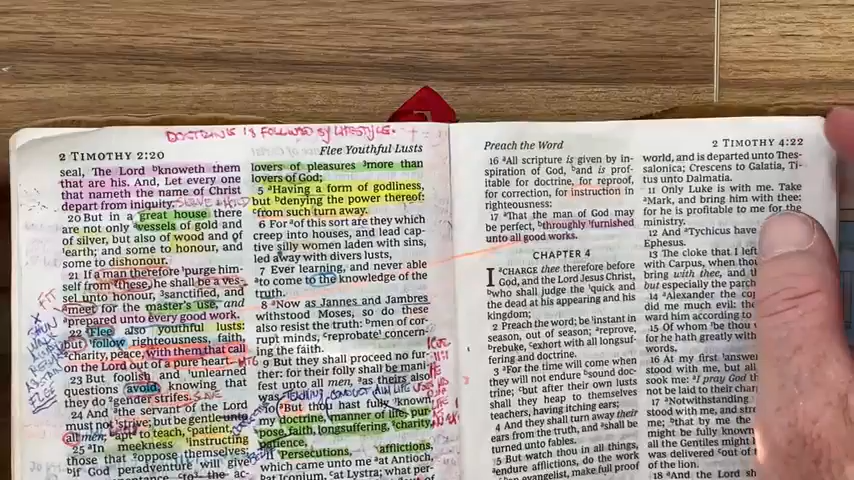 DOCTRINE IS FOLLOWED BY LIFESTYLE.
2 TIMOTHY 2:20
Flee Youthful Lusts
seal, The Lord knoweth them
that are his. And, Let every one
that nameth the name of Christ
depart from iniquity.
20 But in a great house there
are not only vessels of gold and
of silver, but also of wood and of
earth; and some to honour, and
some to dishonour.
21 If a man therefore purge him-
self from these, he shall be a ves-
sel unto honour, sanctified, and
meet for the master's use, and
prepared unto every good work.
22 Flee also youthful lusts:
but follow righteousness, faith,
charity, peace, with them that call
on the Lord out of a pure heart.
23 But foolish and unlearned
questions avoid, knowing that
they do gender strifes.
24 And the servant of the Lord
must not strive; but be gentle unto
all men, apt to teach, patient,
25 In meekness instructing
those that oppose themselves;
if God peradventure will give
lovers of pleasures more than
lovers of God;
5 Having a form of godliness,
but denying the power thereof:
from such turn away.
6 For of this sort are they which
creep into houses, and lead cap-
tive silly women laden with sins,
led away with divers lusts,
7 Ever learning, and never able
to come to the knowledge of the
truth.
8 Now as Jannes and Jambres
withstood Moses, so do these
also resist the truth: men of cor-
rupt minds, reprobate concern-
ing the faith.
9 But they shall proceed no fur-
ther: for their folly shall be mani-
fest unto all men, as theirs also
was.
10 But thou hast fully known
my doctrine, manner of life, pur-
pose, faith, longsuffering, charity,
patience,
Persecutions, afflictions,
which came unto me at Antioch,
at Iconium, at Lystra; what per-
Preach the Word
2 TIMOTHY 4:22
16 All scripture is given by in-
spiration of God, and is prof-
itable for doctrine, for reproof,
for correction, for instruction in
righteousness:
17 That the man of God may
be perfect, throughly furnished
unto all good works.
CHAPTER 4
I CHARGE thee therefore before
God, and the Lord Jesus Christ,
who shall judge the quick and
the dead at his appearing and his
kingdom;
2 Preach the word; be instant in
season, out of season; reprove,
rebuke, exhort with all longsuf-
fering and doctrine.
3 For the time will come when
they will not endure sound doc-
trine; but after their own lusts
shall they heap to themselves
teachers, having itching ears;
4 And they shall turn away their
ears from the truth, and shall be
turned unto fables.
5 But watch thou in all things,
endure afflictions, do the work
of an evangelist, make full proof
world, and is departed unto Thes-
salonica; Crescens to Galatia, Ti-
tus unto Dalmatia.
11 Only Luke is with me. Take
Mark, and bring him with thee:
for he is profitable to me for the
ministry.
12 And Tychicus have
Ephesus.
13 The cloke that I left
with Carpus, when thou
bring with thee, and
but especially the parch
14 Alexander the cop
did me much evil: the
ward him according
15 Of whom be thou
for he hath greatly
words.
16 At my first answer
with me, but all
sook me: I pray God
not be laid to their char
17 Notwithstanding
stood with me, and
me; that by me the
might be fully known
all the Gentiles might
was delivered out of
of the lion.
18 And the Lord